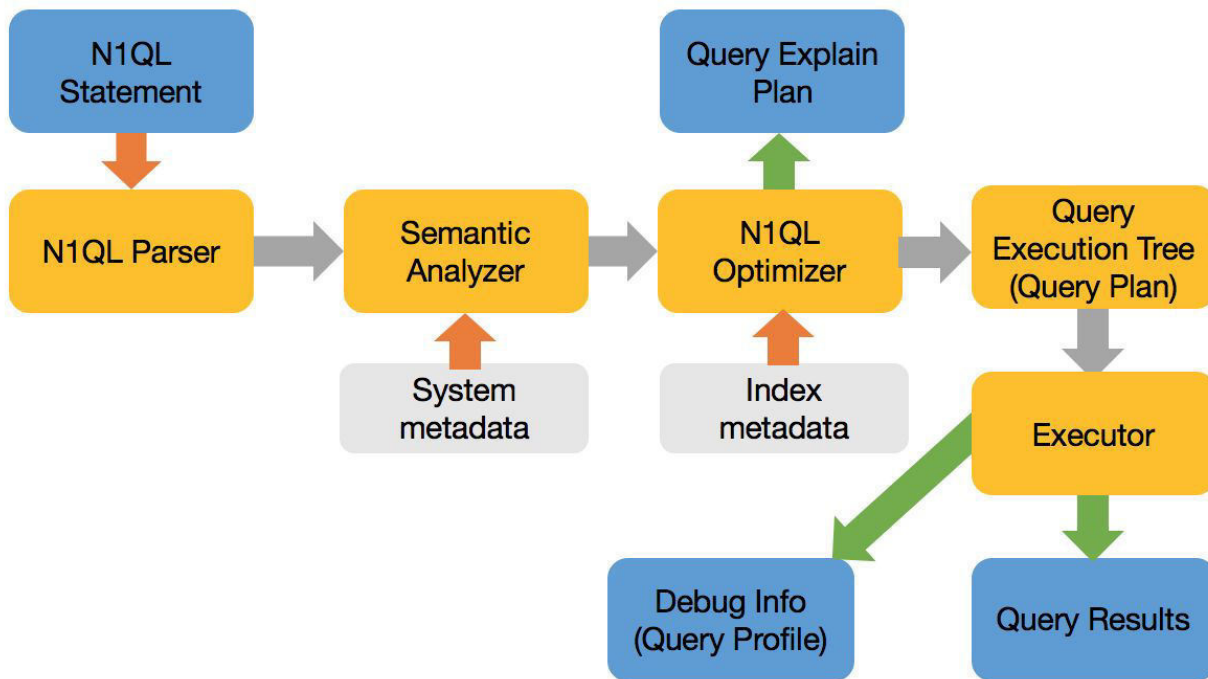 N1QL
Statement
Query Explain
Plan
N1QL Parser
Semantic
Analyzer
N1QL
Optimizer
Query
Execution Tree
(Query Plan)
System
metadata
Index
metadata
Executor
Debug Info
(Query Profile)
Query Results